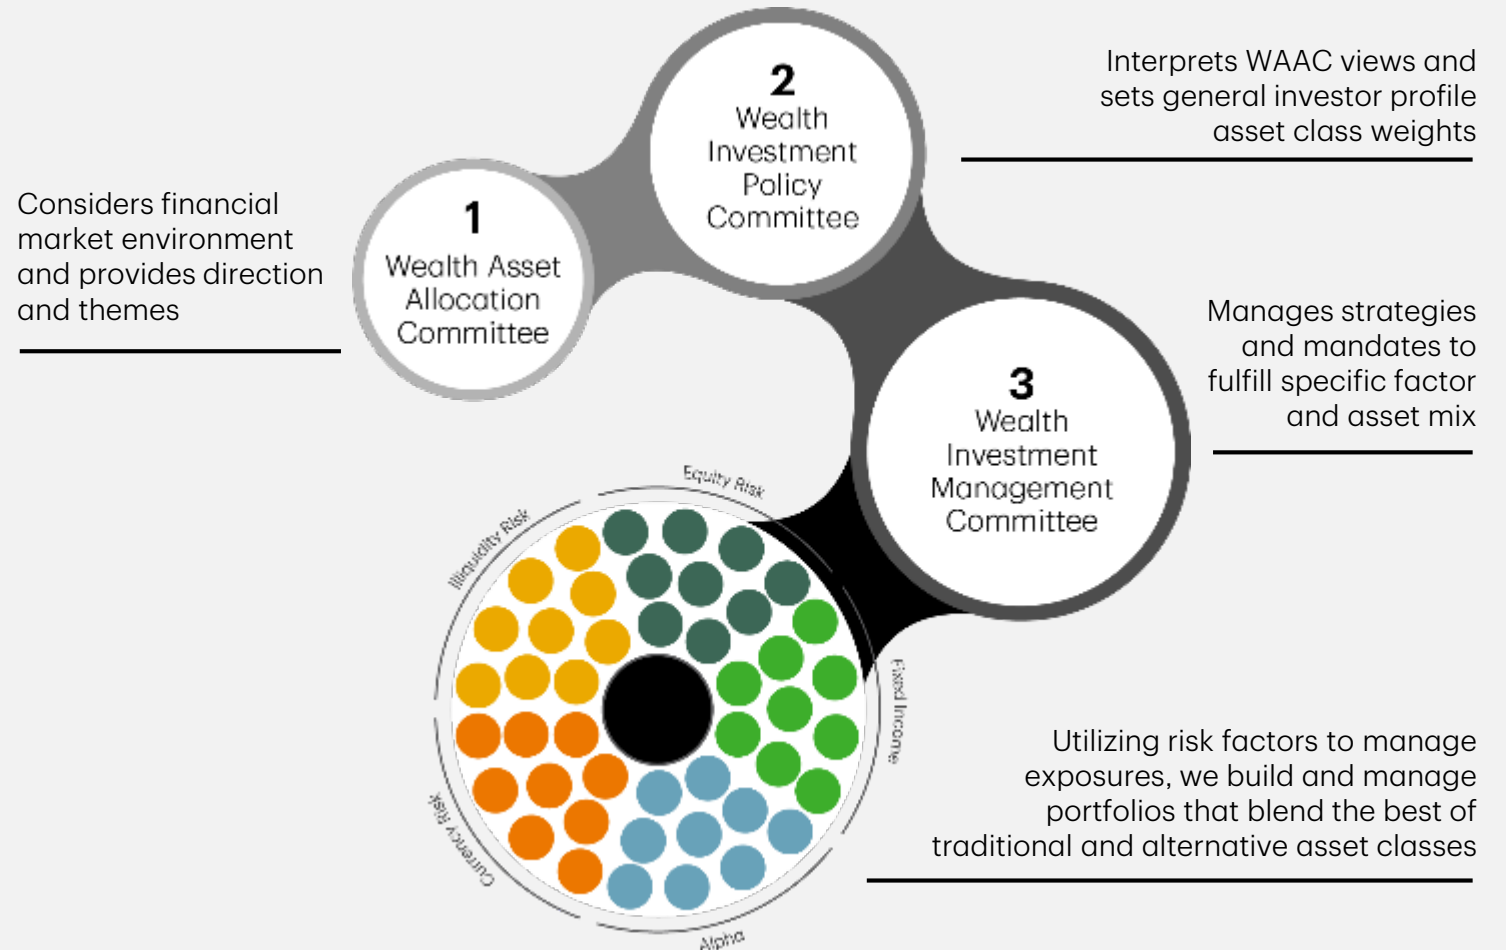 Considers financial
market environment
and provides direction
and themes
1
Wealth Asset
Allocation
Committee
2
Wealth
Investment
Policy
Committee
Interprets WAAC views and
sets general investor profile
asset class weights
3
Wealth
Investment
Management
Committee
Manages strategies
and mandates to
fulfill specific factor
and asset mix
Equity Risk
Illiquidity Risk
Fixed Income
Currency Risk
Alpha
Utilizing risk factors to manage
exposures, we build and manage
portfolios that blend the best of
traditional and alternative asset classes